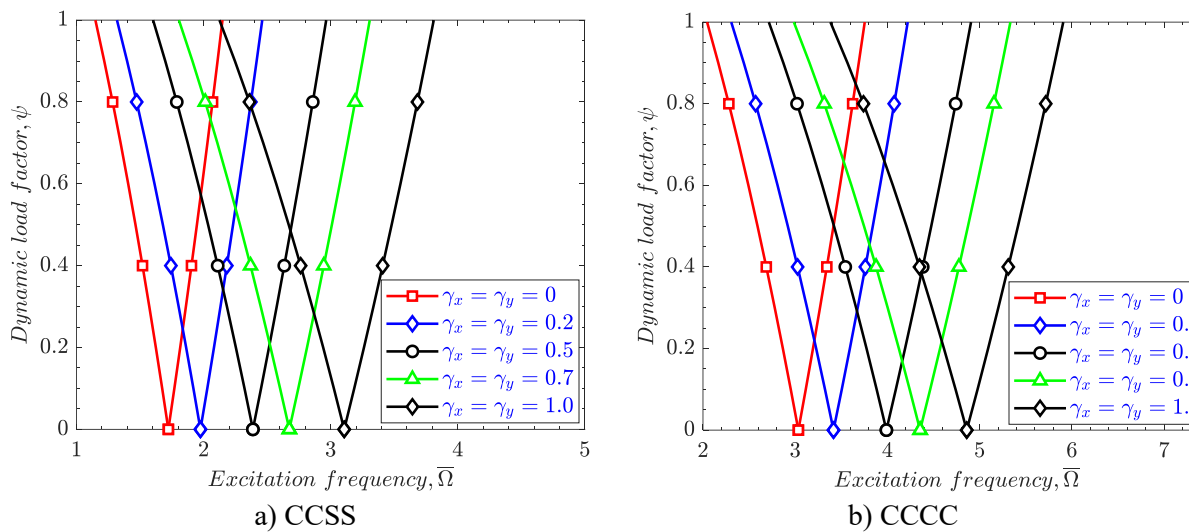 1
0.8
0.6
0.4
0.2
0
Dynamic load factor, ψ
1 2 3 4 5
Excitation frequency, Ω̅
γx = γy = 0
γx = γy = 0.2
γx = γy = 0.5
γx = γy = 0.7
γx = γy = 1.0
a) CCSS
1
0.8
0.6
0.4
0.2
0
Dynamic load factor, ψ
2 3 4 5 6 7
Excitation frequency, Ω̅
γx = γy = 0
γx = γy = 0.
γx = γy = 0.
γx = γy = 0.
γx = γy = 1.
b) CCCC